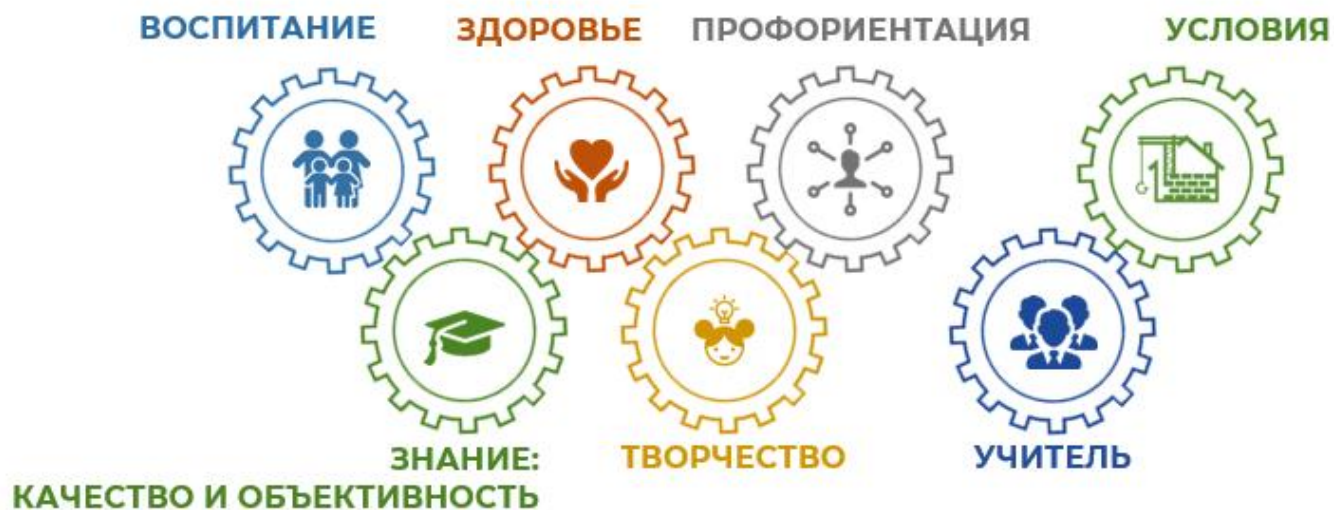 ВОСПИТАНИЕ
ЗДОРОВЬЕ
ПРОФОРИЕНТАЦИЯ
УСЛОВИЯ
ЗНАНИЕ:
КАЧЕСТВО И ОБЪЕКТИВНОСТЬ
ТВОРЧЕСТВО
УЧИТЕЛЬ